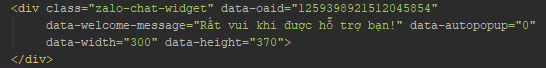 <div class="zalo-chat-widget" data-oaid="1259398921512045854"
data-welcome-message="Rất vui khi được hỗ trợ bạn!" data-autopopup="0"
data-width="300" data-height="370">
</div>